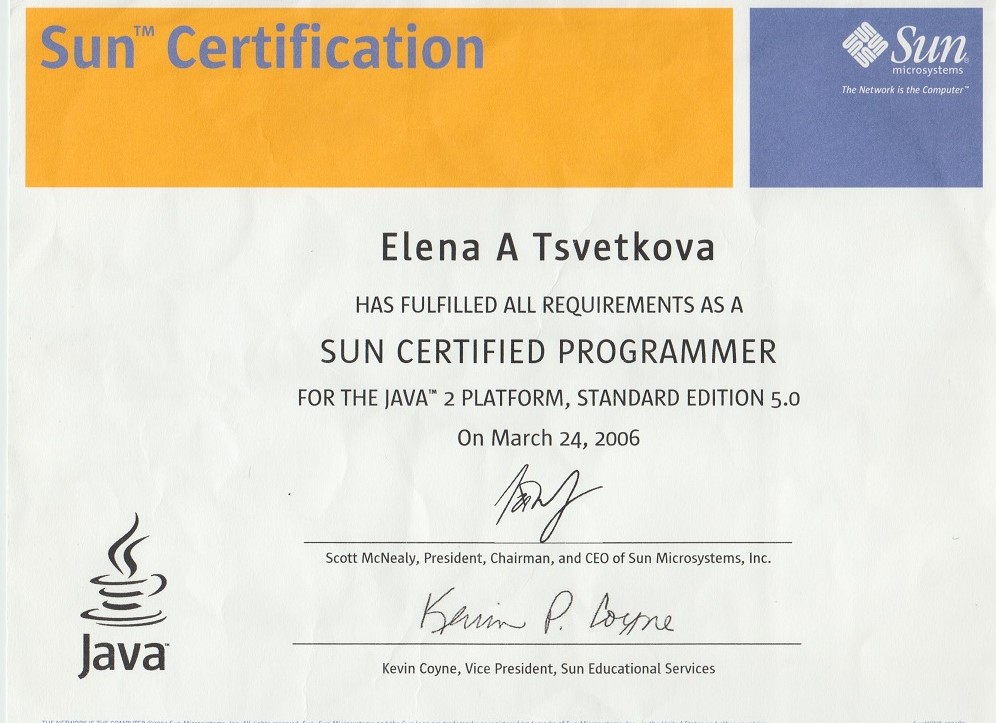 Sun™ Certification
Sun®
microsystems
The Network is the Computer™
Elena A Tsvetkova
HAS FULFILLED ALL REQUIREMENTS AS A
SUN CERTIFIED PROGRAMMER
FOR THE JAVA™ 2 PLATFORM, STANDARD EDITION 5.0
On March 24, 2006
Scott McNealy, President, Chairman, and CEO of Sun Microsystems, Inc.
Kevin P. Coyne
Kevin Coyne, Vice President, Sun Educational Services
Java™